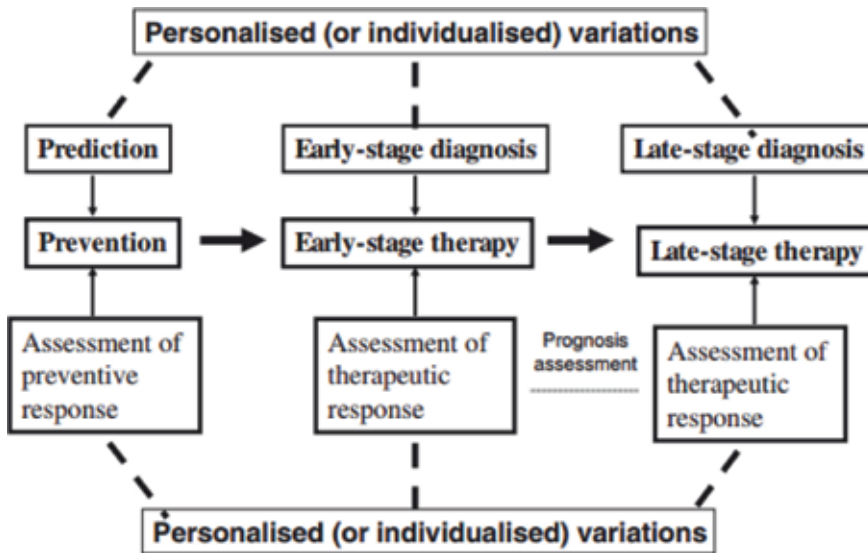 Personalised (or individualised) variations
Prediction
Early-stage diagnosis
Late-stage diagnosis
Prevention
Early-stage therapy
Late-stage therapy
Assessment of
preventive
response
Assessment of
therapeutic
response
Prognosis
assessment
Assessment of
therapeutic
response
Personalised (or individualised) variations